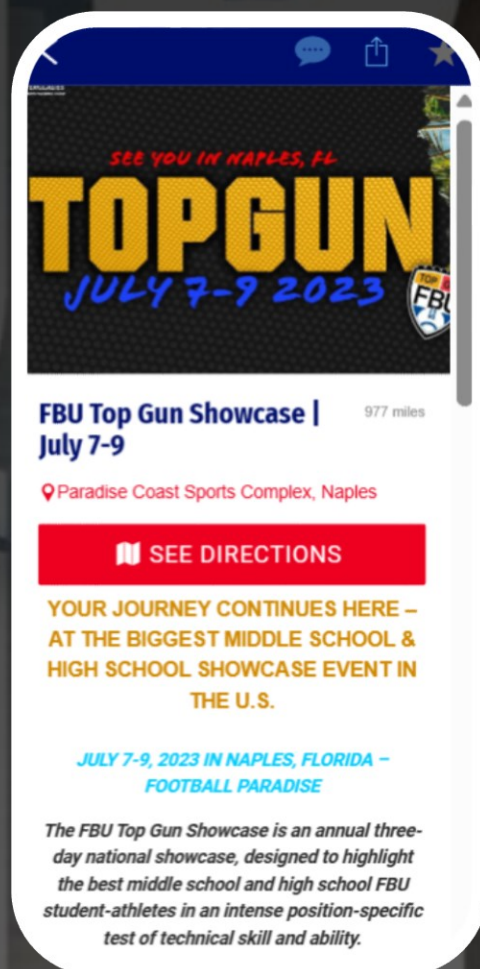 SEE YOU IN NAPLES, FL
TOPGUN
JULY 7-9 2023
TOP
FBU
FBU Top Gun Showcase |
July 7-9
977 miles
Paradise Coast Sports Complex, Naples
SEE DIRECTIONS
YOUR JOURNEY CONTINUES HERE –
AT THE BIGGEST MIDDLE SCHOOL &
HIGH SCHOOL SHOWCASE EVENT IN
THE U.S.
JULY 7-9, 2023 IN NAPLES, FLORIDA –
FOOTBALL PARADISE
The FBU Top Gun Showcase is an annual three-
day national showcase, designed to highlight
the best middle school and high school FBU
student-athletes in an intense position-specific
test of technical skill and ability.